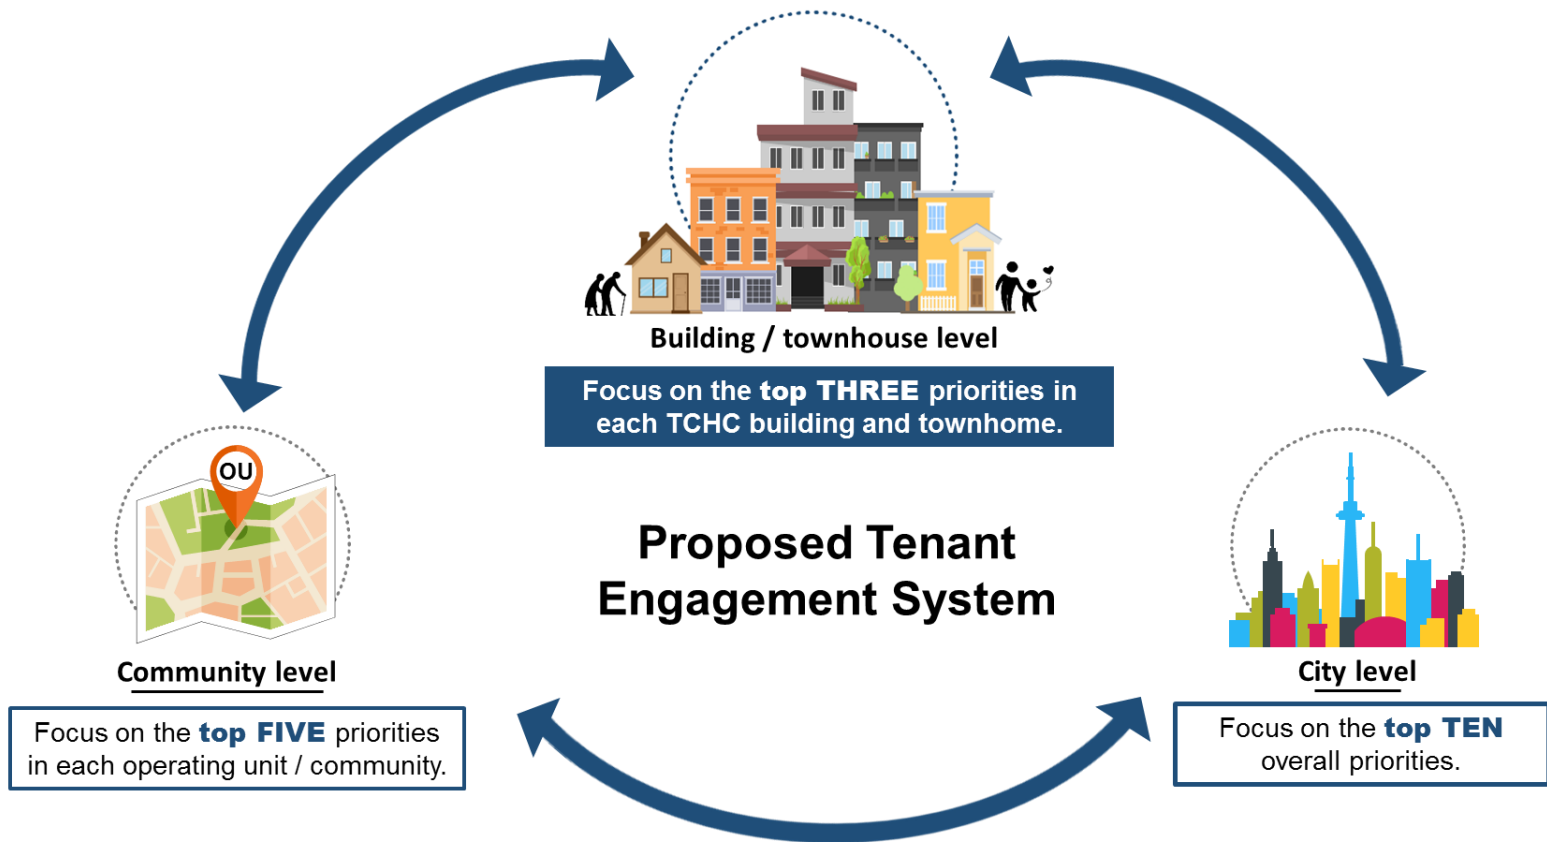 Building / townhouse level
Focus on the top THREE priorities in
each TCHC building and townhome.
OU
Proposed Tenant
Engagement System
Community level
Focus on the top FIVE priorities
in each operating unit / community.
City level
Focus on the top TEN
overall priorities.